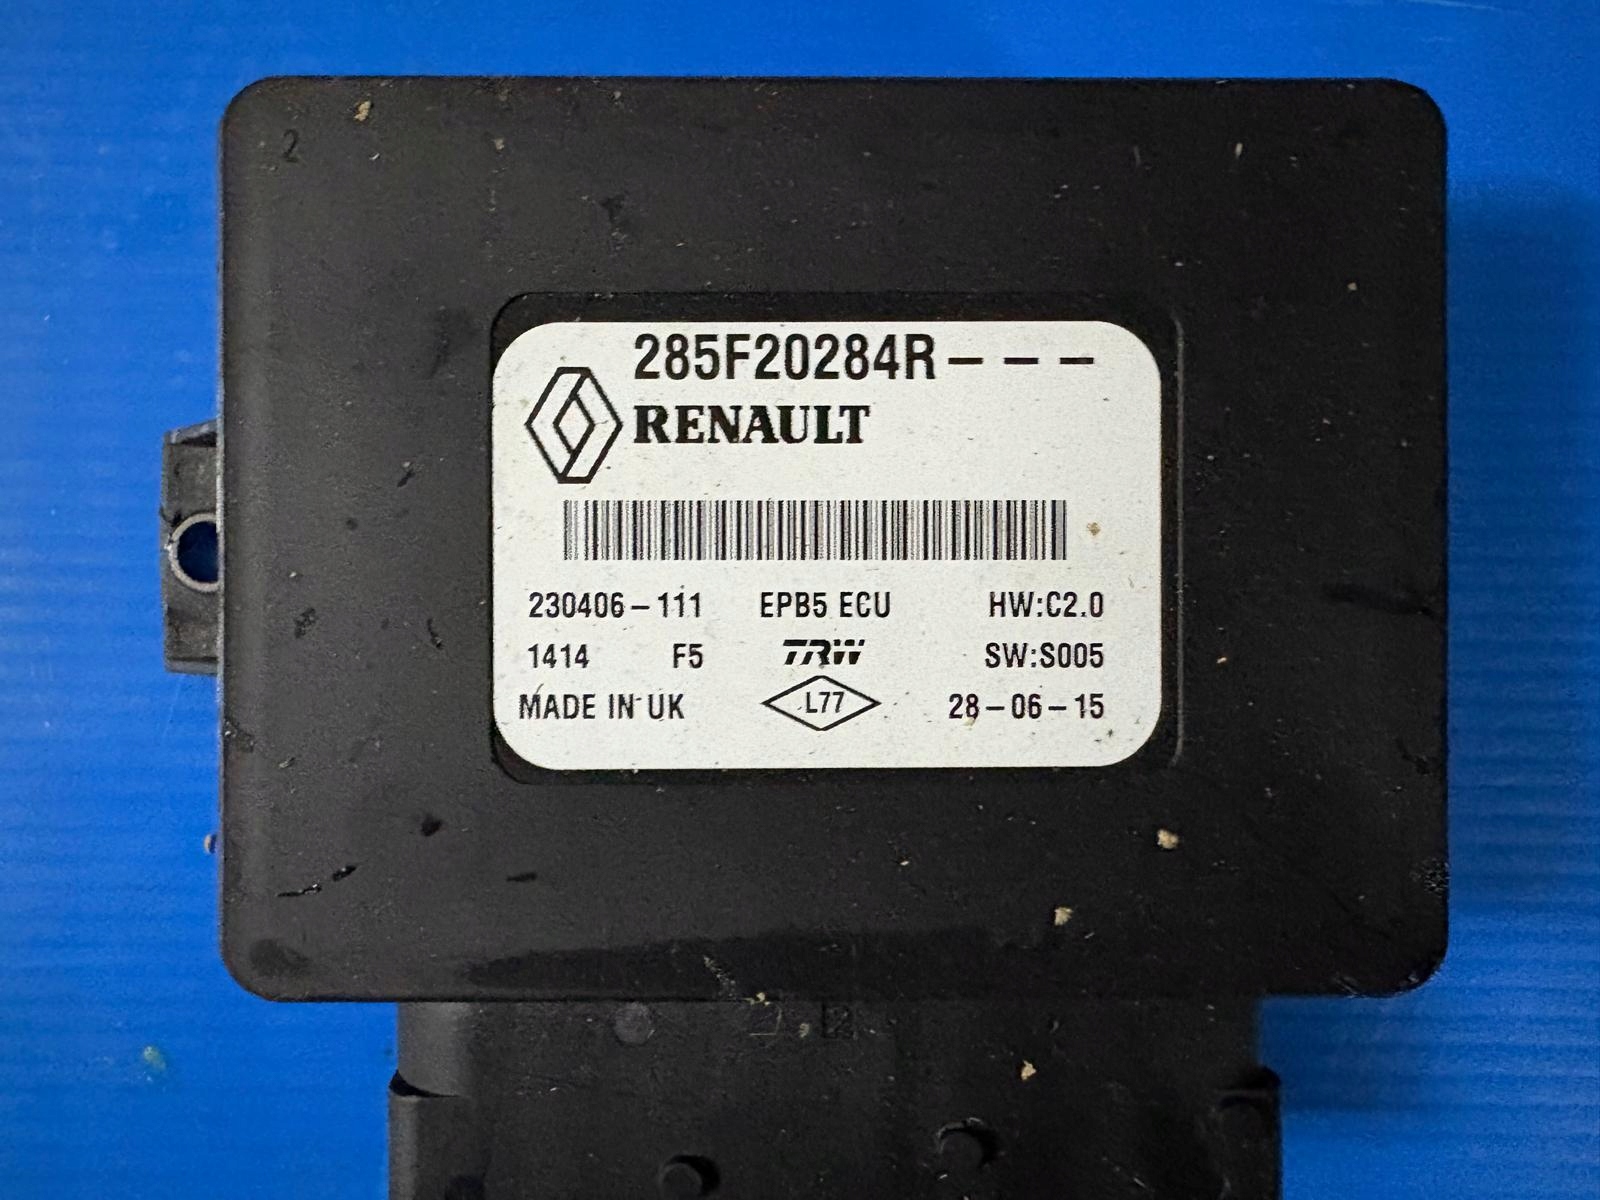 2
285F20284R– – –
RENAULT
230406–111 EPB5 ECU HW:C2.0
1414 F5 TRW SW:S005
MADE IN UK L77 28–06–15